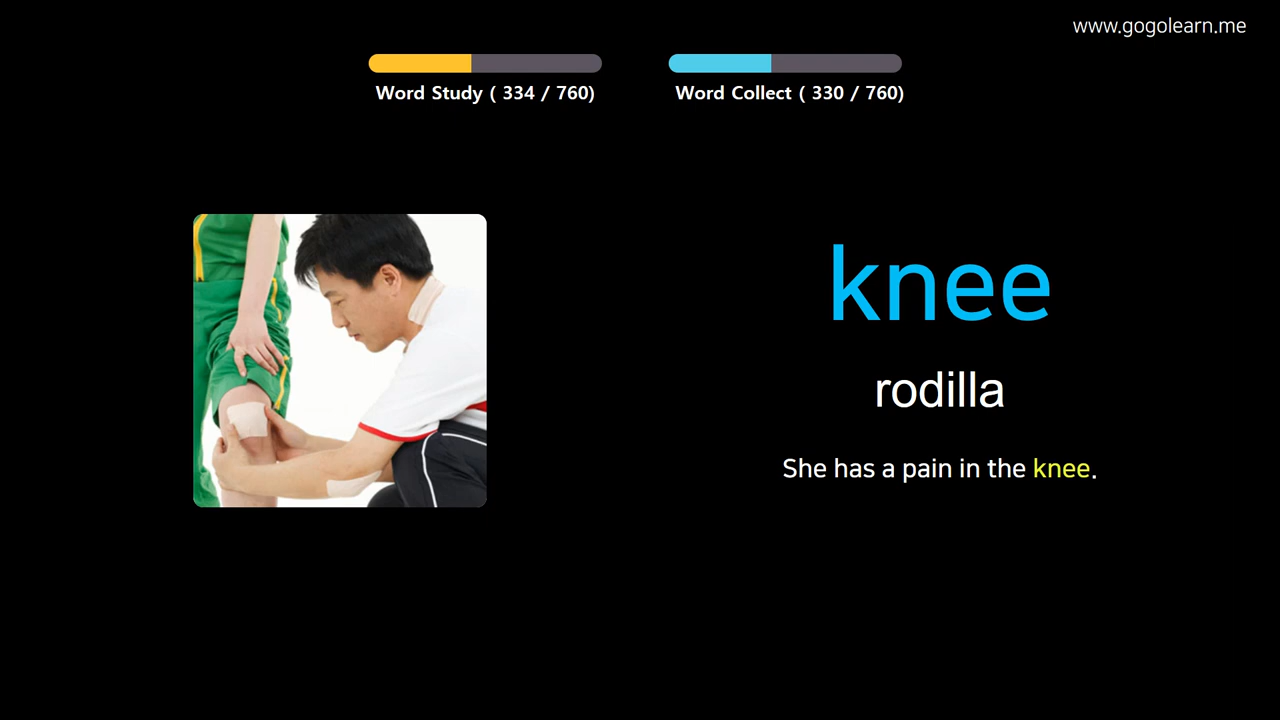 www.gogolearn.me
Word Study ( 334 / 760)
Word Collect ( 330 / 760)
knee
rodilla
She has a pain in the knee.